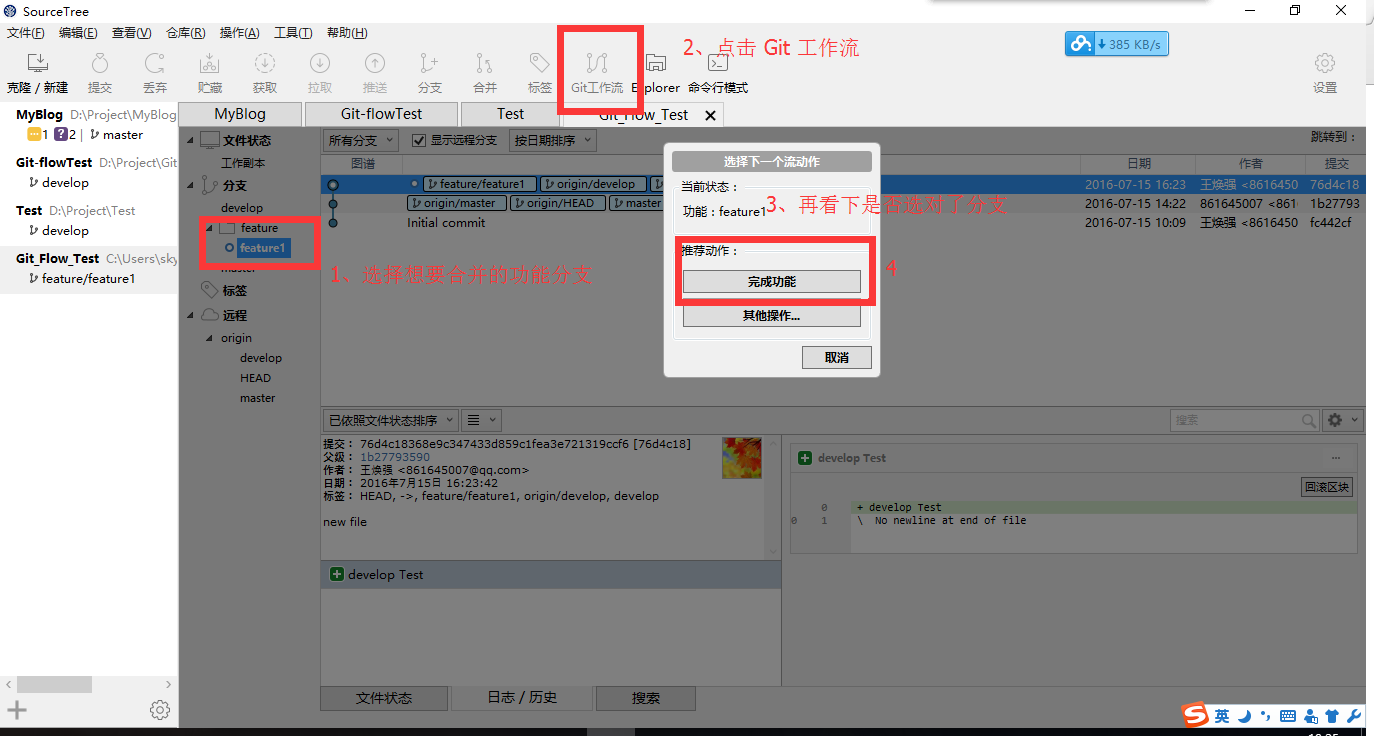 SourceTree
文件(F) 编辑(E) 查看(V) 仓库(R) 操作(A) 工具(T) 帮助(H)
2、点击 Git 工作流
385 KB/s
克隆 / 新建 提交 丢弃 贮藏 获取 拉取 推送 分支 合并 标签 Git工作流 Explorer 命令行模式 设置
MyBlog Git-flowTest Test Git_Flow_Test
MyBlog D:\Project\MyBlog
1 ? 2 | master
Git-flowTest D:\Project\Git
develop
Test D:\Project\Test
develop
Git_Flow_Test C:\Users\sky
feature/feature1
文件状态
工作副本
分支
develop
feature
feature1
master
标签
远程
origin
develop
HEAD
master
所有分支 显示远程分支 按日期排序 跳转到：
图谱 日期 作者 提交
feature/feature1 origin/develop 2016-07-15 16:23 王焕强 <8616450 76d4c18
origin/master origin/HEAD master 2016-07-15 14:22 861645007 <861 1b27793
Initial commit 2016-07-15 10:09 王焕强 <8616450 fc442cf
1、选择想要合并的功能分支
选择下一个流动作
当前状态：
功能：feature1
3、再看下是否选对了分支
推荐动作：
完成功能
4
其他操作...
取消
已依照文件状态排序 搜索
提交： 76d4c18368e9c347433d859c1fea3e721319ccf6 [76d4c18]
父级： 1b27793590
作者： 王焕强 <861645007@qq.com>
日期： 2016年7月15日 16:23:42
标签： HEAD, ->, feature/feature1, origin/develop, develop
new file
develop Test
develop Test
回滚区块
0 + develop Test
0 1 \ No newline at end of file
文件状态 日志 / 历史 搜索
S 英